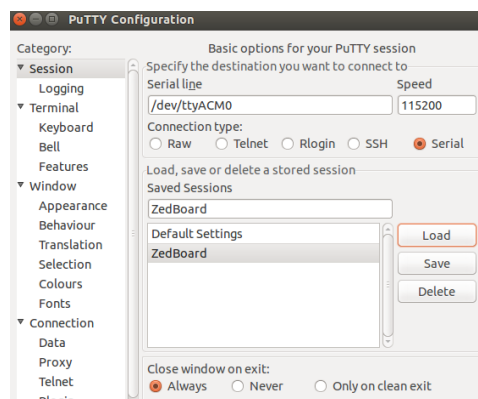 PuTTY Configuration
Category:
Basic options for your PuTTY session
Session
Logging
Terminal
Keyboard
Bell
Features
Window
Appearance
Behaviour
Translation
Selection
Colours
Fonts
Connection
Data
Proxy
Telnet
Specify the destination you want to connect to
Serial line Speed
/dev/ttyACM0 115200
Connection type:
Raw Telnet Rlogin SSH Serial
Load, save or delete a stored session
Saved Sessions
ZedBoard
Default Settings
ZedBoard
Load
Save
Delete
Close window on exit:
Always Never Only on clean exit